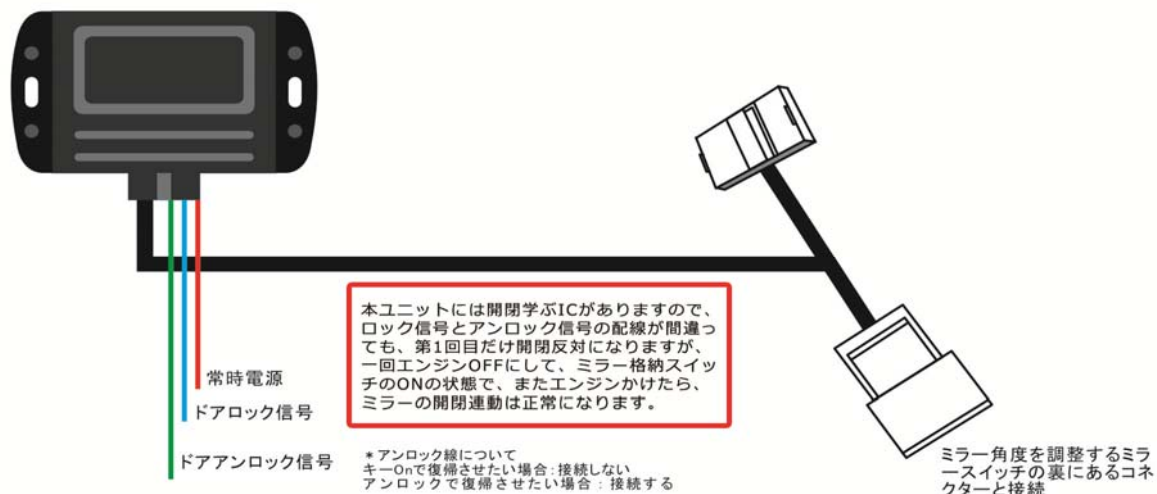 本ユニットには開閉学ぶICがありますので、
ロック信号とアンロック信号の配線が間違っ
ても、第1回目だけ開閉反対になりますが、
一回エンジンOFFにして、ミラー格納スイッ
チのONの状態で、またエンジンかけたら、
ミラーの開閉連動は正常になります。
常時電源
ドアロック信号
ドアアンロック信号
*アンロック線について
キーOnで復帰させたい場合:接続しない
アンロックで復帰させたい場合：接続する
ミラー角度を調整するミラ
ースイッチの裏にあるコネ
クターと接続